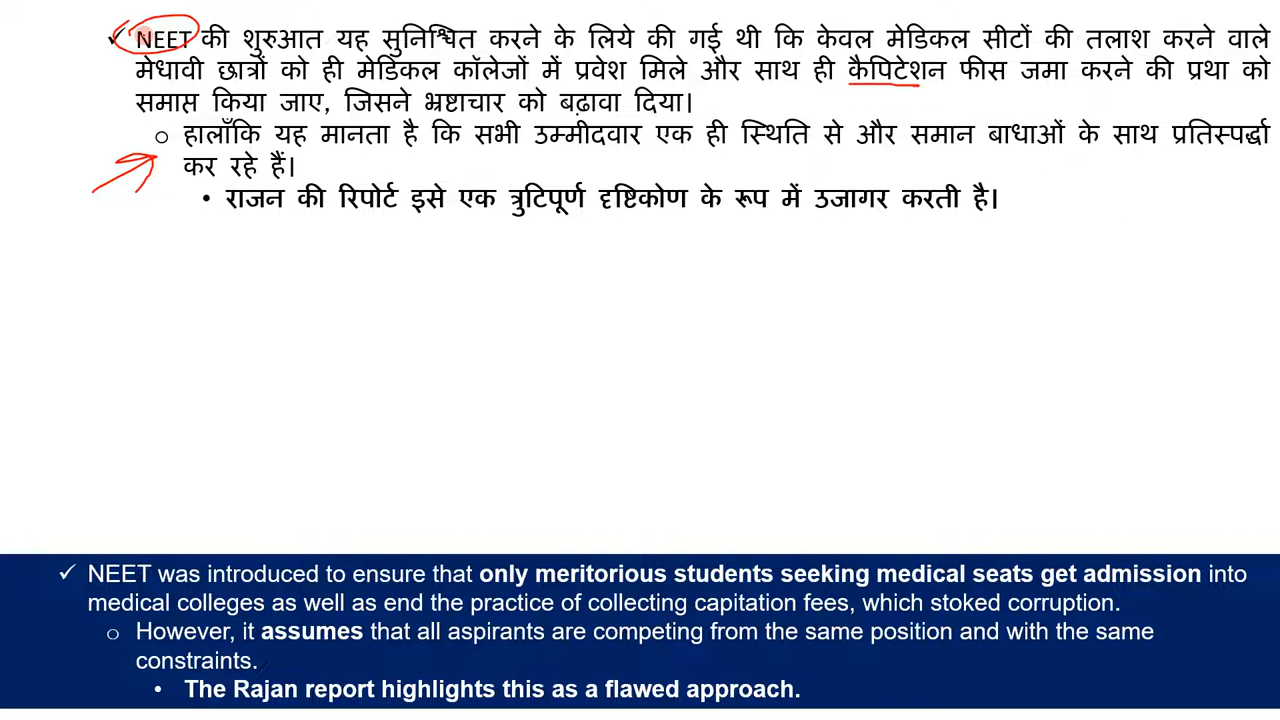 ✓ NEET की शुरुआत यह सुनिश्चित करने के लिये की गई थी कि केवल मेडिकल सीटों की तलाश करने वाले
मेधावी छात्रों को ही मेडिकल कॉलेजों में प्रवेश मिले और साथ ही कैपिटेशन फीस जमा करने की प्रथा को
समाप्त किया जाए, जिसने भ्रष्टाचार को बढ़ावा दिया।
o हालाँकि यह मानता है कि सभी उम्मीदवार एक ही स्थिति से और समान बाधाओं के साथ प्रतिस्पर्द्धा
कर रहे हैं।
• राजन की रिपोर्ट इसे एक त्रुटिपूर्ण दृष्टिकोण के रूप में उजागर करती है।
✓ NEET was introduced to ensure that only meritorious students seeking medical seats get admission into
medical colleges as well as end the practice of collecting capitation fees, which stoked corruption.
o However, it assumes that all aspirants are competing from the same position and with the same
constraints.
• The Rajan report highlights this as a flawed approach.